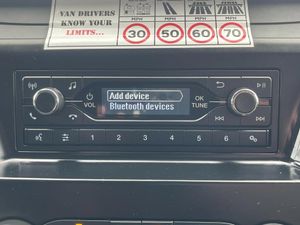 VAN DRIVERS
KNOW
YOUR LIMITS...
MPH MPH MPH MPH
30 50 60 70
Add device
Bluetooth devices
VOL
OK
TUNE
1 2 3 4 5 6